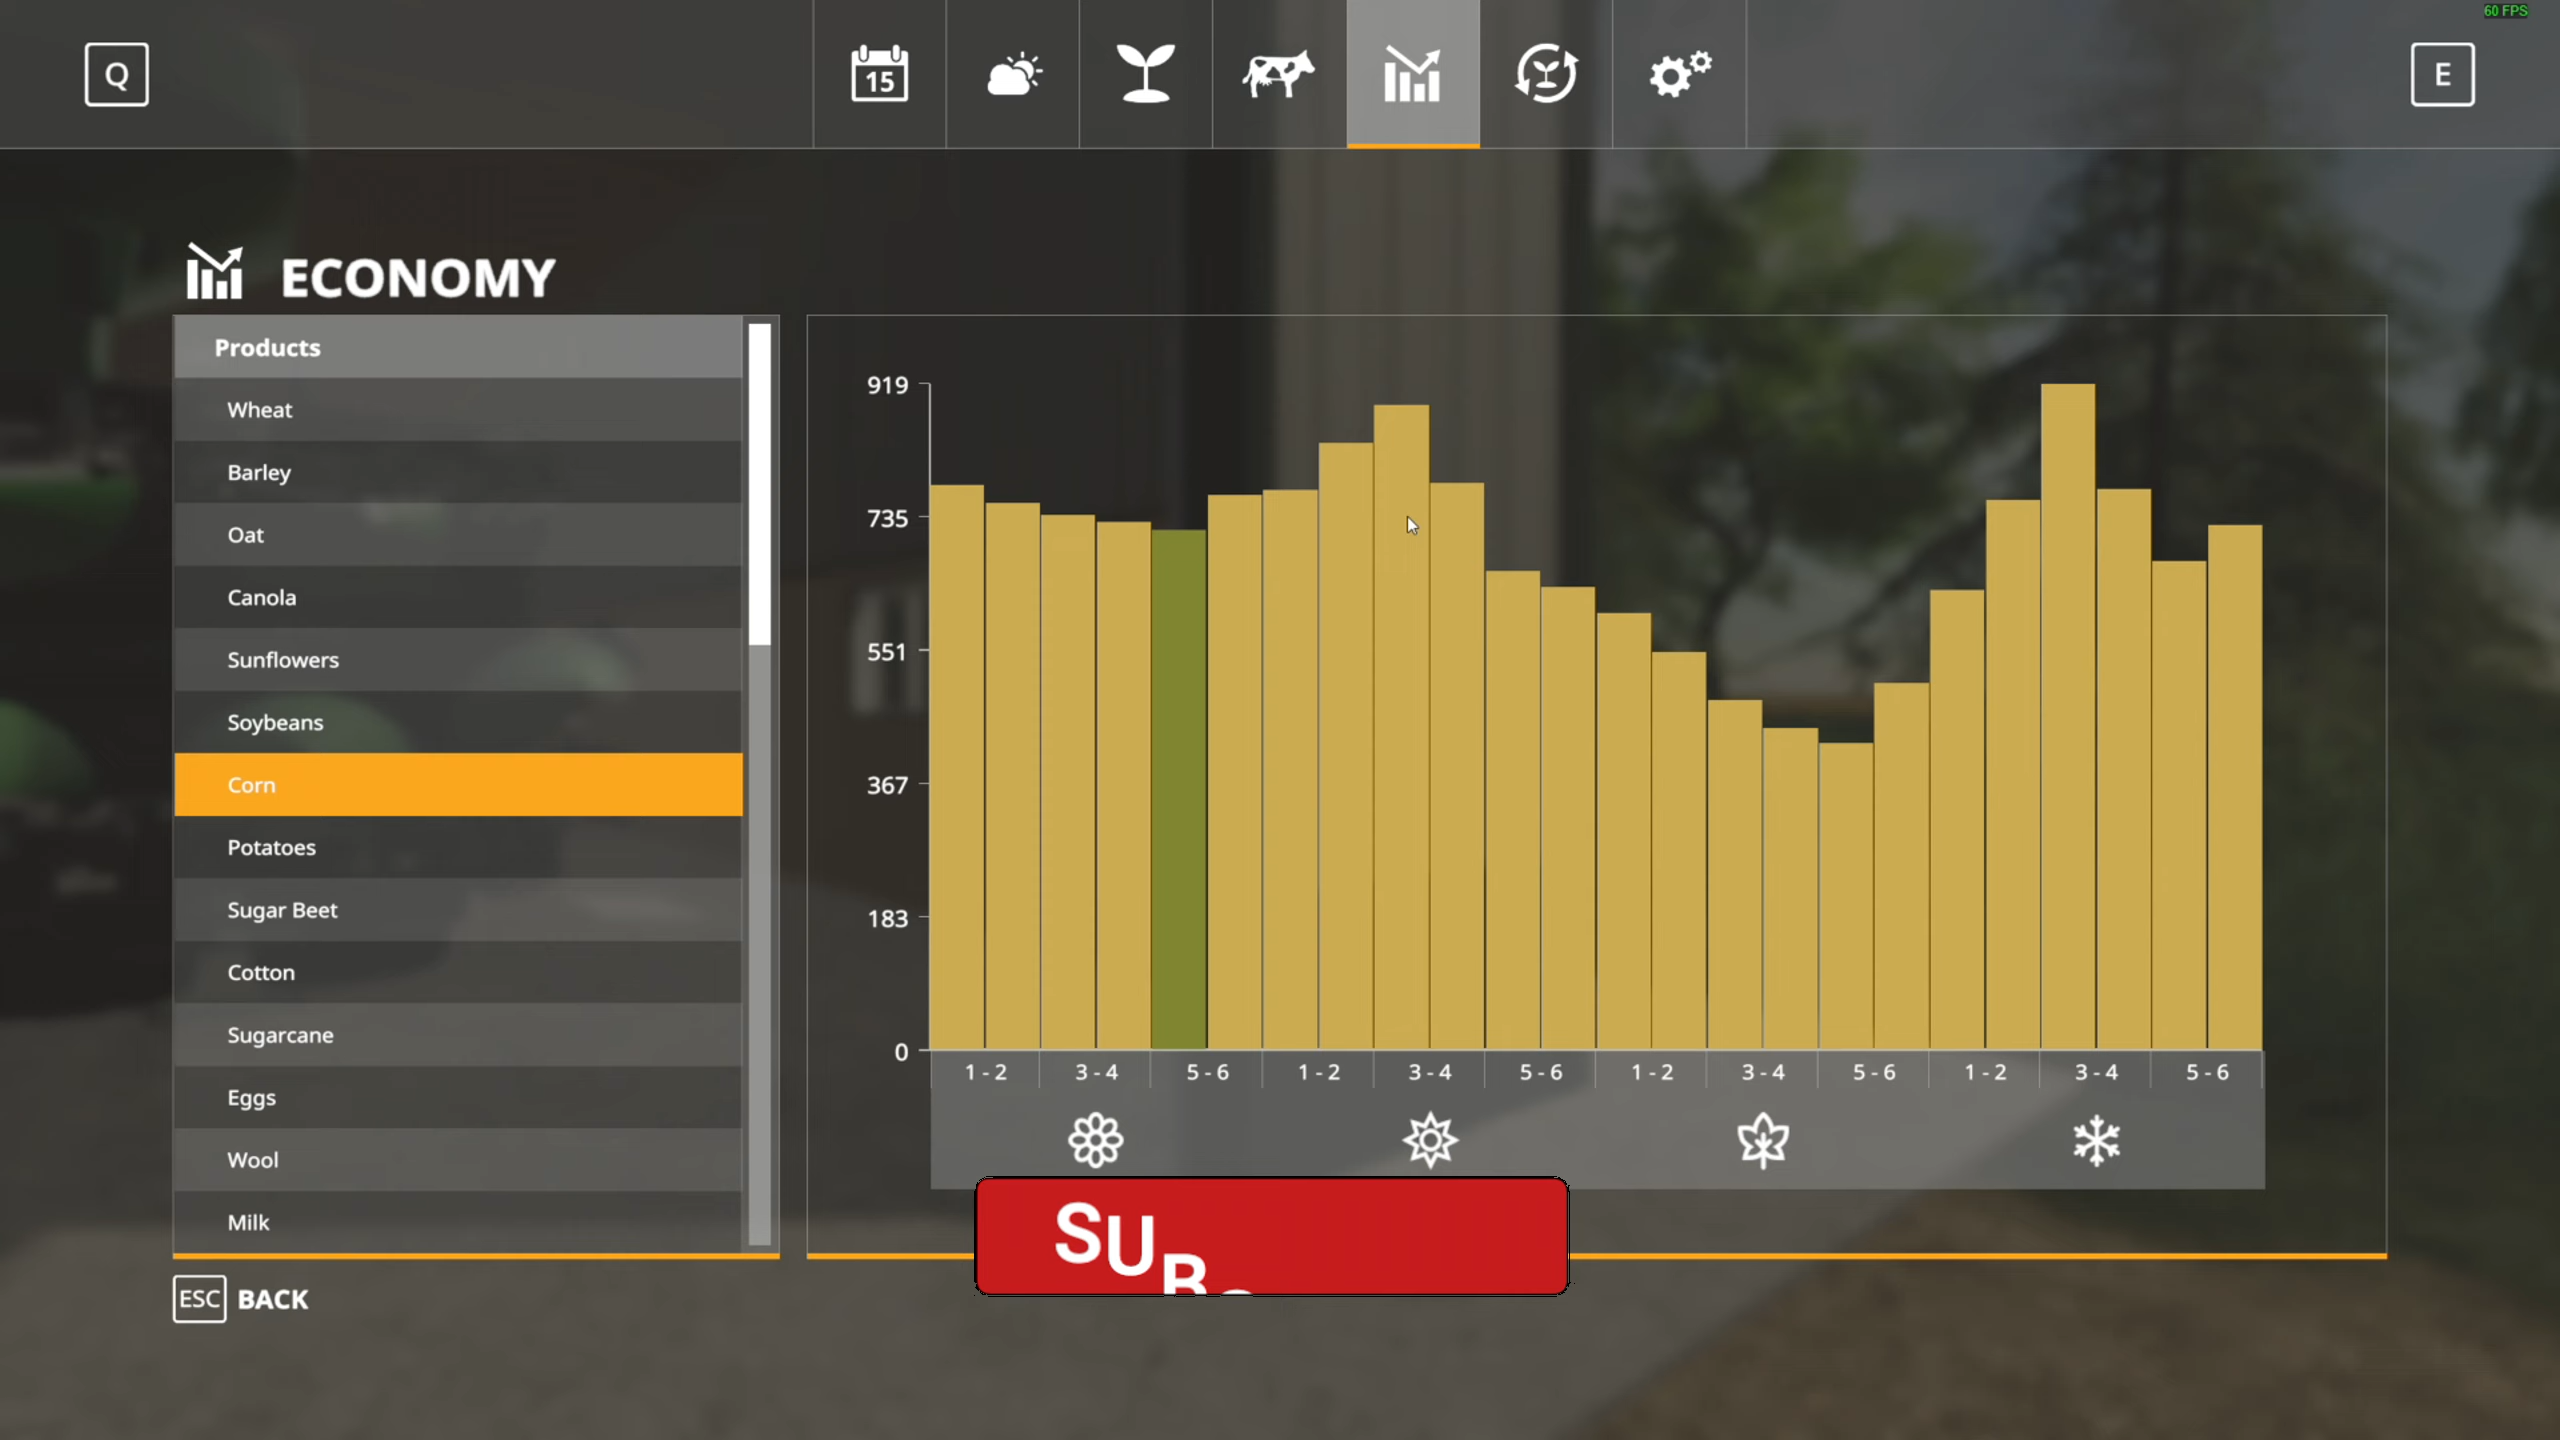 60 FPS
Q
15
E
ECONOMY
Products
Wheat
Barley
Oat
Canola
Sunflowers
Soybeans
Corn
Potatoes
Sugar Beet
Cotton
Sugarcane
Eggs
Wool
Milk
919
735
551
367
183
0
1 - 2 3 - 4 5 - 6 1 - 2 3 - 4 5 - 6 1 - 2 3 - 4 5 - 6 1 - 2 3 - 4 5 - 6
SUB
ESC BACK